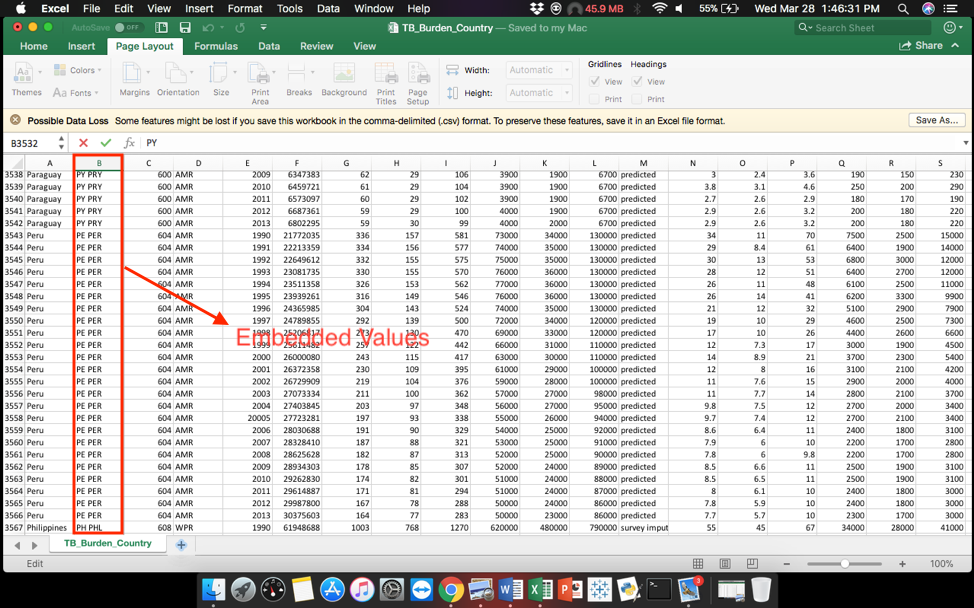 Excel File Edit View Insert Format Tools Data Window Help 45.9 MB 55% Wed Mar 28 1:46:31 PM
AutoSave OFF TB_Burden_Country — Saved to my Mac Search Sheet
Home Insert Page Layout Formulas Data Review View Share
Aa Colors Width: Automatic Gridlines Headings
View View
Themes Aa Fonts Margins Orientation Size Print Area Breaks Background Print Titles Page Setup Height: Automatic Print Print
Possible Data Loss Some features might be lost if you save this workbook in the comma-delimited (.csv) format. To preserve these features, save it in an Excel file format. Save As...
B3532 fx PY
A B C D E F G H I J K L M N O P Q R S
3538 Paraguay PY PRY 600 AMR 2009 6347383 62 29 106 3900 1900 6700 predicted 3 2.4 3.6 190 150 230
3539 Paraguay PY PRY 600 AMR 2010 6459721 61 29 104 3900 1900 6700 predicted 3.8 3.1 4.6 250 200 290
3540 Paraguay PY PRY 600 AMR 2011 6573097 60 29 102 3900 1900 6700 predicted 2.7 2.6 2.9 180 170 190
3541 Paraguay PY PRY 600 AMR 2012 6687361 59 29 100 4000 1900 6700 predicted 2.9 2.6 3.2 200 180 220
3542 Paraguay PY PRY 600 AMR 2013 6802295 59 30 99 4000 2000 6700 predicted 2.9 2.6 3.2 200 180 220
3543 Peru PE PER 604 AMR 1990 21772035 336 157 581 73000 34000 130000 predicted 34 11 70 7500 2500 15000
3544 Peru PE PER 604 AMR 1991 22213359 334 156 577 74000 35000 130000 predicted 29 8.4 61 6400 1900 14000
3545 Peru PE PER 604 AMR 1992 22649612 332 155 575 75000 35000 130000 predicted 30 13 53 6800 3000 12000
3546 Peru PE PER 604 AMR 1993 23081735 330 155 570 76000 36000 130000 predicted 28 12 51 6400 2700 12000
3547 Peru PE PER 604 AMR 1994 23511358 326 153 562 77000 36000 130000 predicted 26 11 48 6100 2500 11000
3548 Peru PE PER 604 AMR 1995 23939261 316 149 546 76000 36000 130000 predicted 26 14 41 6200 3300 9900
3549 Peru PE PER 604 AMR 1996 24365985 304 143 524 74000 35000 130000 predicted 21 12 32 5100 2900 7900
3550 Peru PE PER 604 AMR 1997 24789855 292 139 500 72000 34000 120000 predicted 19 10 29 4600 2500 7300
3551 Peru PE PER 604 AMR 1998 25206817 273 130 470 69000 33000 120000 predicted 17 10 26 4400 2600 6600
3552 Peru PE PER 604 AMR 1999 25611482 257 122 442 66000 31000 110000 predicted 12 7.3 17 3000 1900 4500
3553 Peru PE PER 604 AMR 2000 26000080 243 115 417 63000 30000 110000 predicted 14 8.9 21 3700 2300 5400
3554 Peru PE PER 604 AMR 2001 26372358 230 109 395 61000 29000 100000 predicted 12 8 16 3100 2100 4200
3555 Peru PE PER 604 AMR 2002 26729909 219 104 376 59000 28000 100000 predicted 11 7.6 15 2900 2000 4000
3556 Peru PE PER 604 AMR 2003 27073334 211 100 362 57000 27000 98000 predicted 11 7.7 14 2800 2100 3700
3557 Peru PE PER 604 AMR 2004 27403845 203 97 348 56000 27000 95000 predicted 9.8 7.5 12 2700 2000 3400
3558 Peru PE PER 604 AMR 20005 27723281 197 93 338 55000 26000 94000 predicted 9.7 7.4 12 2700 2100 3400
3559 Peru PE PER 604 AMR 2006 28030688 191 90 329 54000 25000 92000 predicted 8.6 6.4 11 2400 1800 3100
3560 Peru PE PER 604 AMR 2007 28328410 187 88 321 53000 25000 91000 predicted 7.9 6 10 2200 1700 2800
3561 Peru PE PER 604 AMR 2008 28625628 182 87 313 52000 25000 90000 predicted 7.8 6 9.8 2200 1700 2800
3562 Peru PE PER 604 AMR 2009 28934303 178 85 307 52000 24000 89000 predicted 8.5 6.6 11 2500 1900 3100
3563 Peru PE PER 604 AMR 2010 29262830 174 82 301 51000 24000 88000 predicted 8.5 6.5 11 2500 1900 3100
3564 Peru PE PER 604 AMR 2011 29614887 171 81 294 51000 24000 87000 predicted 8 6.1 10 2400 1800 3000
3565 Peru PE PER 604 AMR 2012 29987800 167 78 288 50000 24000 86000 predicted 7.8 5.9 10 2400 1800 3000
3566 Peru PE PER 604 AMR 2013 30375603 164 77 283 50000 23000 86000 predicted 7.7 5.7 10 2300 1700 3000
3567 Philippines PH PHL 608 WPR 1990 61948688 1003 768 1270 620000 480000 790000 survey imput 55 45 67 34000 28000 41000
Embedded Values
TB_Burden_Country
Edit 100%
3